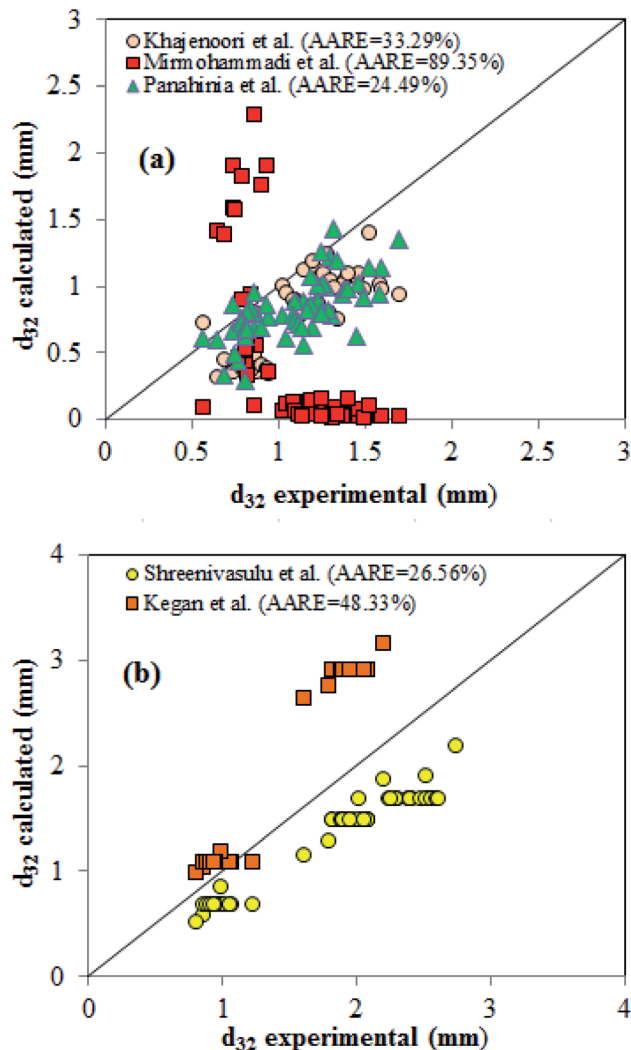 3
2.5
2
1.5
1
0.5
0
Khajenoori et al. (AARE=33.29%)
Mirmohammadi et al. (AARE=89.35%)
Panahinia et al. (AARE=24.49%)
(a)
d32 calculated (mm)
0 0.5 1 1.5 2 2.5 3
d32 experimental (mm)
4
3
2
1
0
Shreenivasulu et al. (AARE=26.56%)
Kegan et al. (AARE=48.33%)
(b)
d32 calculated (mm)
0 1 2 3 4
d32 experimental (mm)